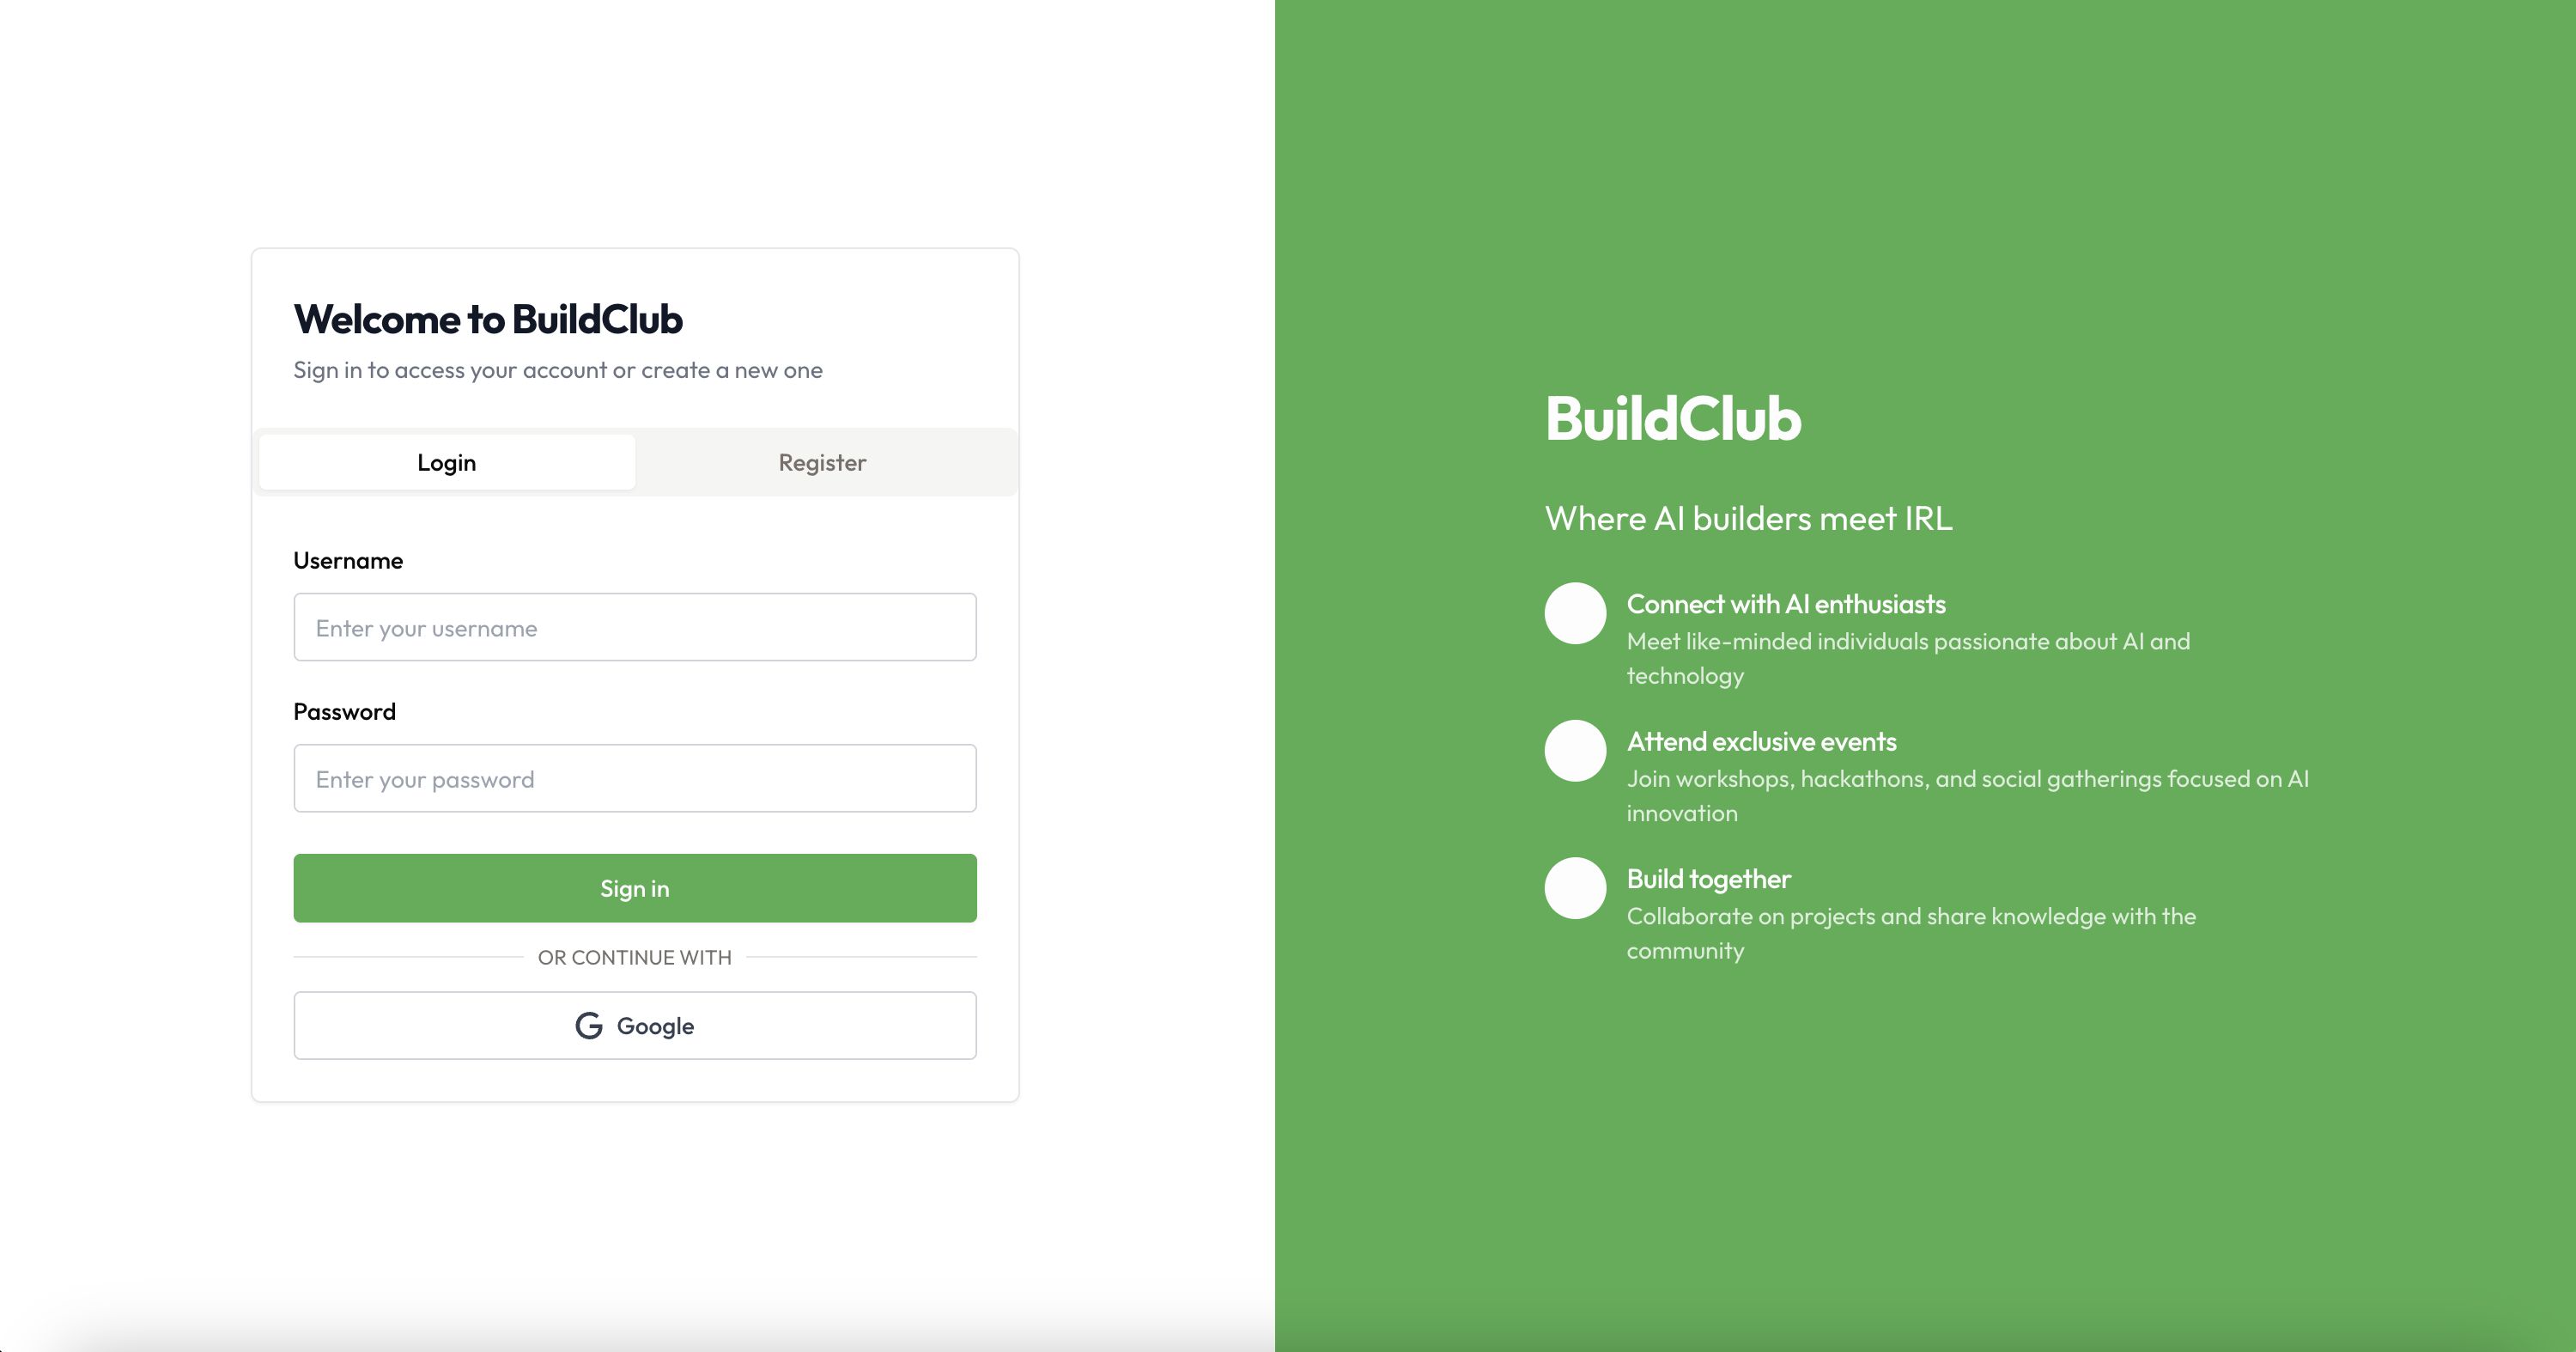 Welcome to BuildClub
Sign in to access your account or create a new one
Login
Register
Username
Enter your username
Password
Enter your password
Sign in
OR CONTINUE WITH
Google
BuildClub
Where AI builders meet IRL
Connect with AI enthusiasts
Meet like-minded individuals passionate about AI and
technology
Attend exclusive events
Join workshops, hackathons, and social gatherings focused on AI
innovation
Build together
Collaborate on projects and share knowledge with the
community